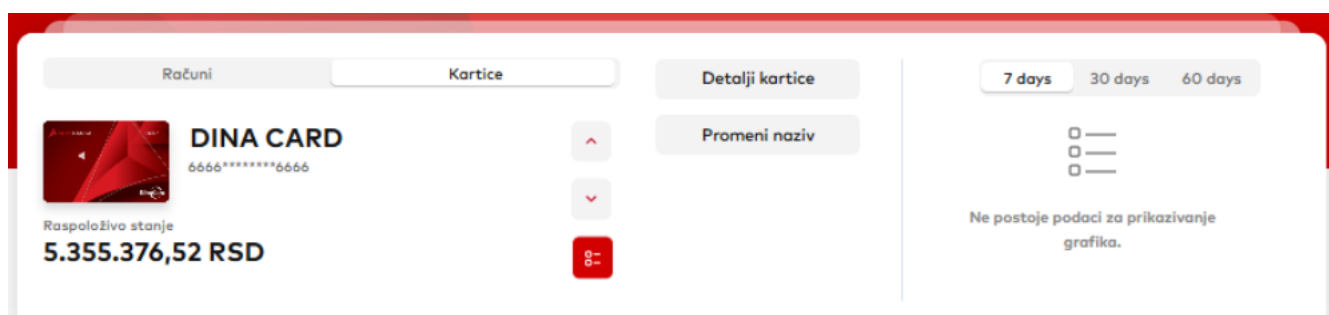 Računi
Kartice
DINA CARD
6666********6666
Raspoloživo stanje
5.355.376,52 RSD
Detalji kartice
Promeni naziv
7 days 30 days 60 days
Ne postoje podaci za prikazivanje
grafika.